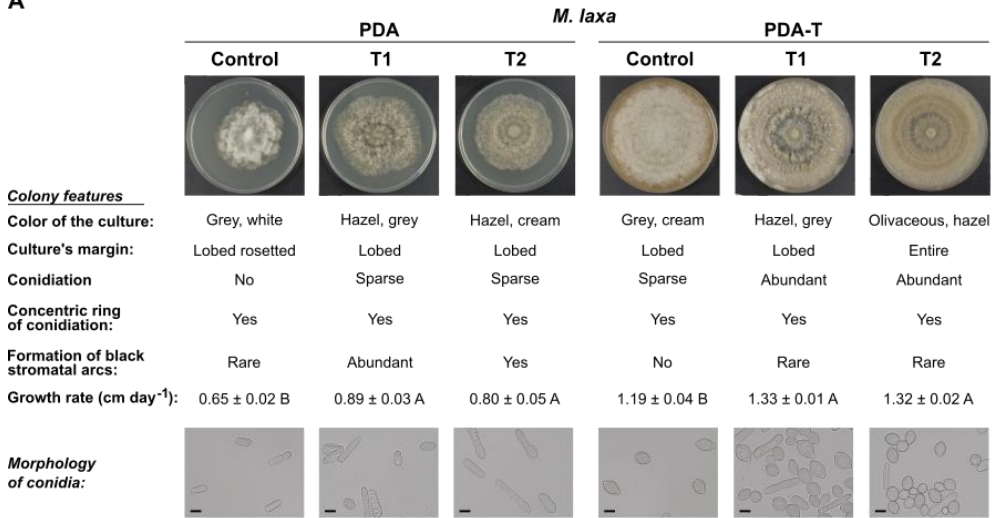 A
M. laxa
PDA PDA-T
Control T1 T2 Control T1 T2
Colony features
Color of the culture: Grey, white Hazel, grey Hazel, cream Grey, cream Hazel, grey Olivaceous, hazel
Culture's margin: Lobed rosetted Lobed Lobed Lobed Lobed Entire
Conidiation No Sparse Sparse Sparse Abundant Abundant
Concentric ring
of conidiation: Yes Yes Yes Yes Yes Yes
Formation of black
stromatal arcs: Rare Abundant Yes No Rare Rare
Growth rate (cm day-1): 0.65 ± 0.02 B 0.89 ± 0.03 A 0.80 ± 0.05 A 1.19 ± 0.04 B 1.33 ± 0.01 A 1.32 ± 0.02 A
Morphology
of conidia: